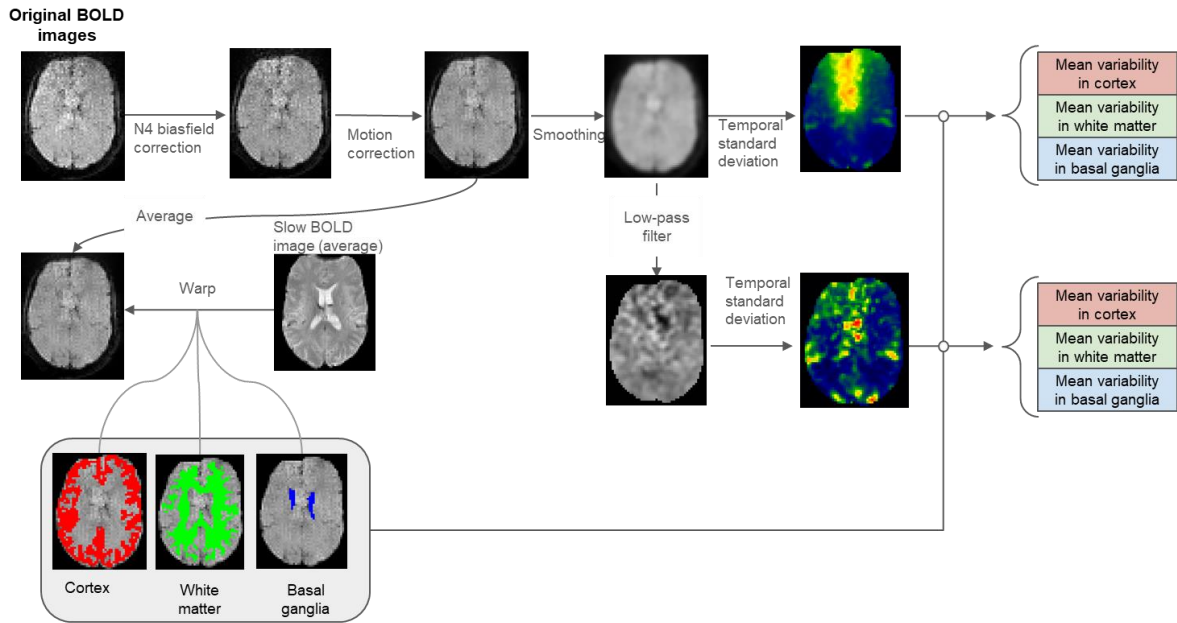 Original BOLD
images
N4 biasfield
correction
Motion
correction
Smoothing
Temporal
standard
deviation
Mean variability
in cortex
Mean variability
in white matter
Mean variability
in basal ganglia
Average
Slow BOLD
image (average)
Low-pass
filter
Warp
Temporal
standard
deviation
Mean variability
in cortex
Mean variability
in white matter
Mean variability
in basal ganglia
Cortex
White
matter
Basal
ganglia